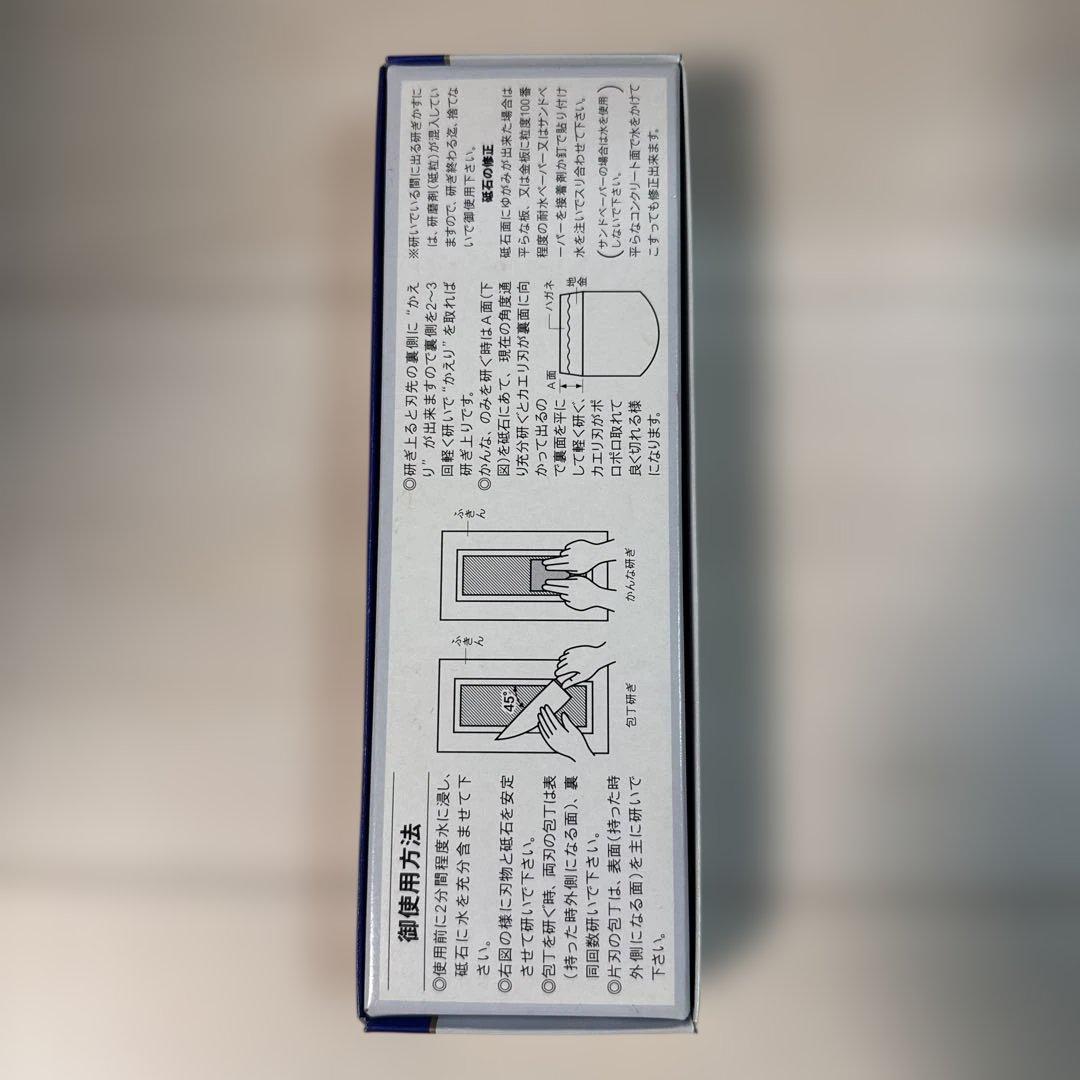 御使用方法
◎使用前に2分間程度水に浸し、
砥石に水を充分含ませて下
さい。
◎右図の様に刃物と砥石を安定
させて研いで下さい。
◎包丁を研ぐ時、両刃の包丁は表
(持った時外側になる面)、裏
同回数研いで下さい。
◎片刃の包丁は、表面(持った時
外側になる面)を主に研いで
下さい。
ふきん
45°
包丁研ぎ
ふきん
かんな研ぎ
◎研ぎ上ると刃先の裏側に“かえ
り”が出来ますので裏側を2〜3
回軽く研いで“かえり”を取れば
研ぎ上りです。
◎かんな、のみを研ぐ時はA面(下
図)を砥石にあて、現在の角度通
り充分研ぐとカエリ刃が裏面に向
かって出るの
で裏面を平に
して軽く研ぐ、
カエリ刃がボ
ロボロ取れて
良く切れる様
になります。
A面
ハガネ
地金
※研いでいる間に出る研ぎかすに
は、研磨剤(砥粒)が混入してい
ますので、研ぎ終わる迄、捨てな
いで御使用下さい。
砥石の修正
砥石面にゆがみが出来た場合は
平らな板、又は金板に粒度100番
程度の耐水ペーパー又はサンドペ
ーパーを接着剤か釘で貼り付け
水を注いでスリ合わせて下さい。
(サンドペーパーの場合は水を使用
しないで下さい。)
平らなコンクリート面で水をかけて
こすっても修正出来ます。